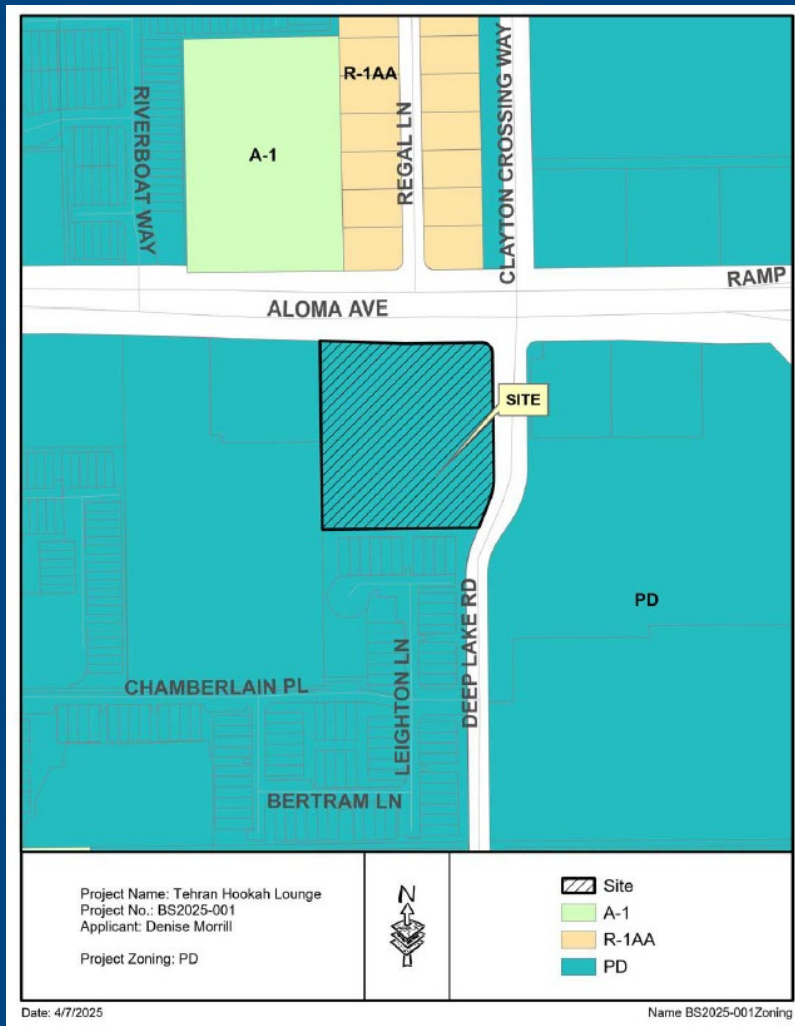 R-1AA
A-1
RIVERBOAT WAY
REGAL LN
CLAYTON CROSSING WAY
RAMP
ALOMA AVE
SITE
PD
DEEP LAKE RD
LEIGHTON LN
CHAMBERLAIN PL
BERTRAM LN
Project Name: Tehran Hookah Lounge
Project No.: BS2025-001
Applicant: Denise Morrill
Project Zoning: PD
N
Site
A-1
R-1AA
PD
Date: 4/7/2025
Name BS2025-001Zoning